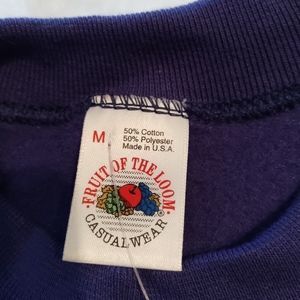 M
50% Cotton
50% Polyester
Made in U.S.A.
FRUIT OF THE LOOM
®
CASUALWEAR